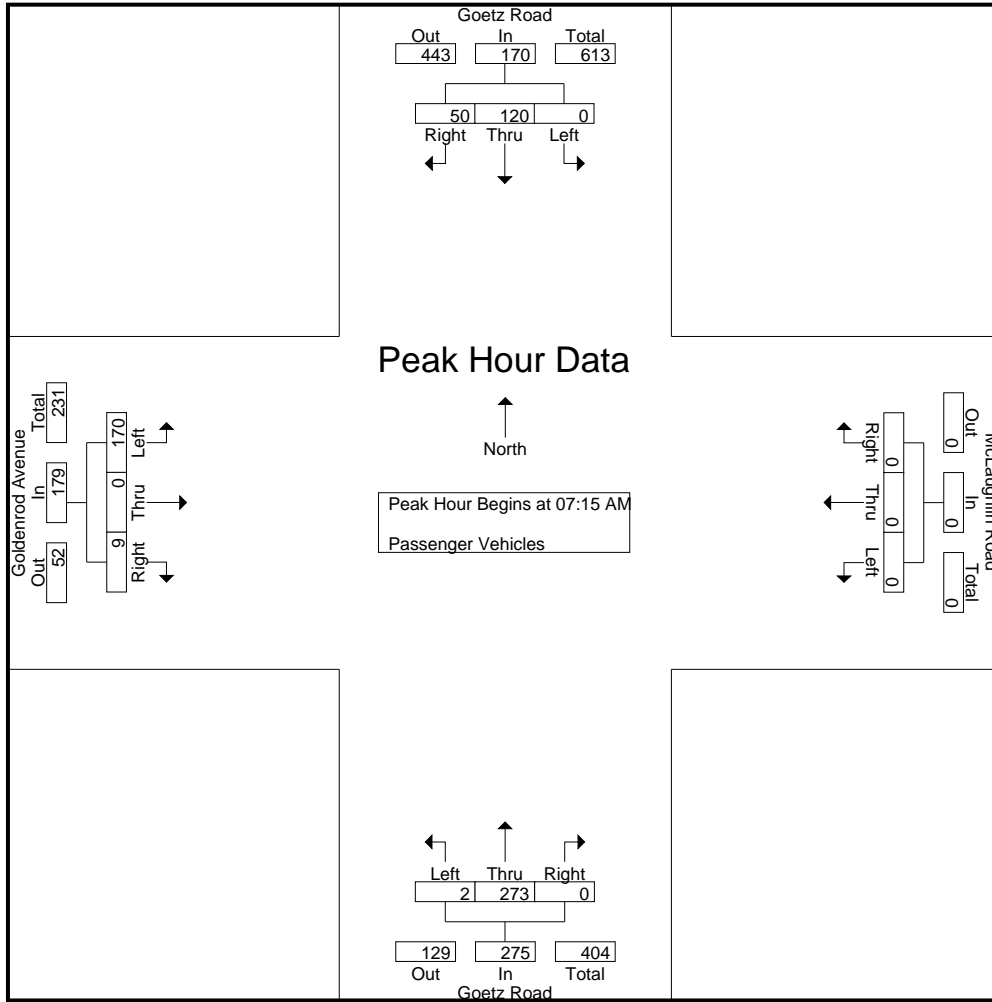 Goetz Road
Out In Total
443 170 613
50 120 0
Right Thru Left
Peak Hour Data
North
Peak Hour Begins at 07:15 AM
Passenger Vehicles
Goldenrod Avenue
Out In Total
52 179 231
Left Thru Right
170 0 9
McLaughlin Road
Out In Total
0 0 0
Right Thru Left
0 0 0
Left Thru Right
2 273 0
129 275 404
Out In Total
Goetz Road